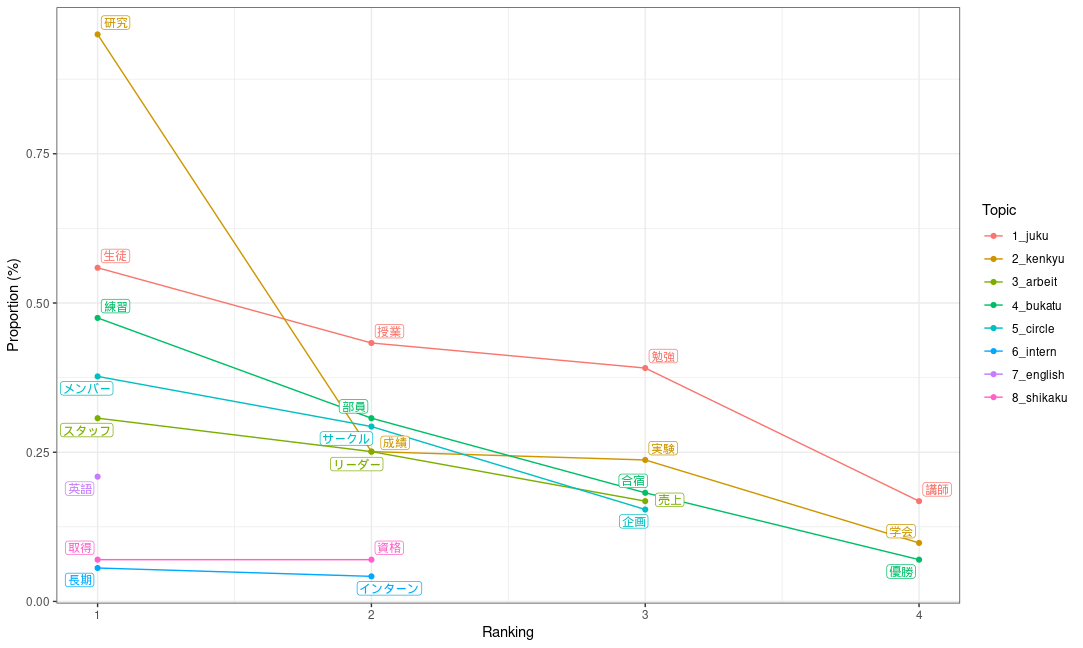 研究
0.75
生徒
練習
授業
0.50
勉強
メンバー
部員
スタッフ
サークル
成績
実験
リーダー
0.25
合宿
英語
売上
講師
企画
学会
取得
資格
長期
インターン
優勝
0.00
1
2
3
4
Ranking
Proportion (%)
Topic
1_juku
2_kenkyu
3_arbeit
4_bukatu
5_circle
6_intern
7_english
8_shikaku